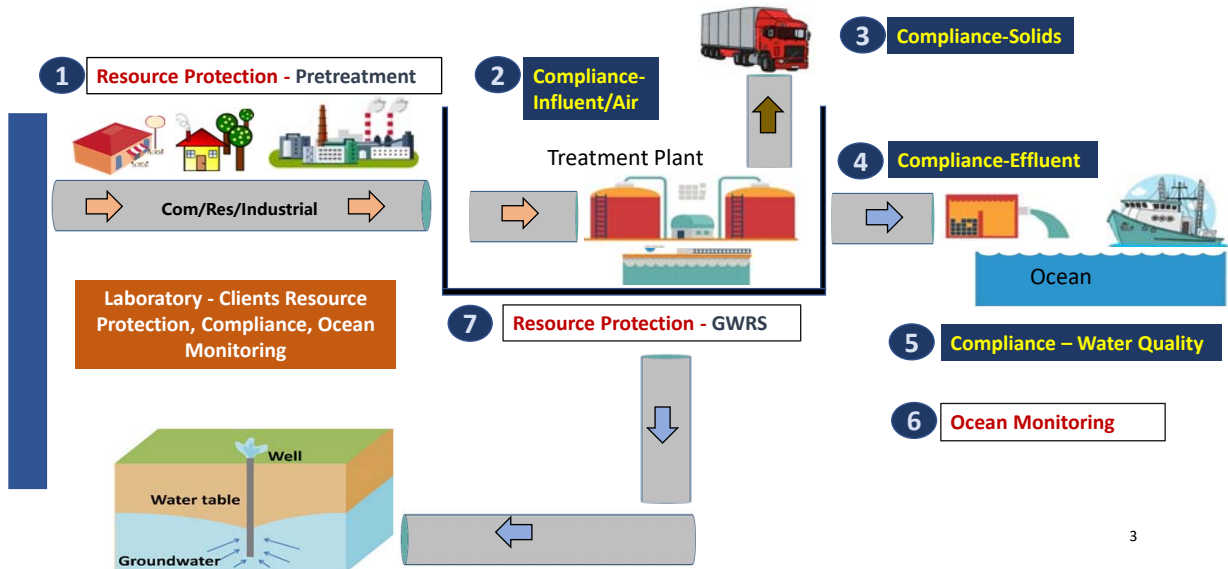 1
Resource Protection - Pretreatment
2
Compliance-
Influent/Air
3
Compliance-Solids
Treatment Plant
4
Compliance-Effluent
Com/Res/Industrial
Ocean
Laboratory - Clients Resource
Protection, Compliance, Ocean
Monitoring
7
Resource Protection - GWRS
5
Compliance – Water Quality
6
Ocean Monitoring
Well
Water table
Groundwater
3